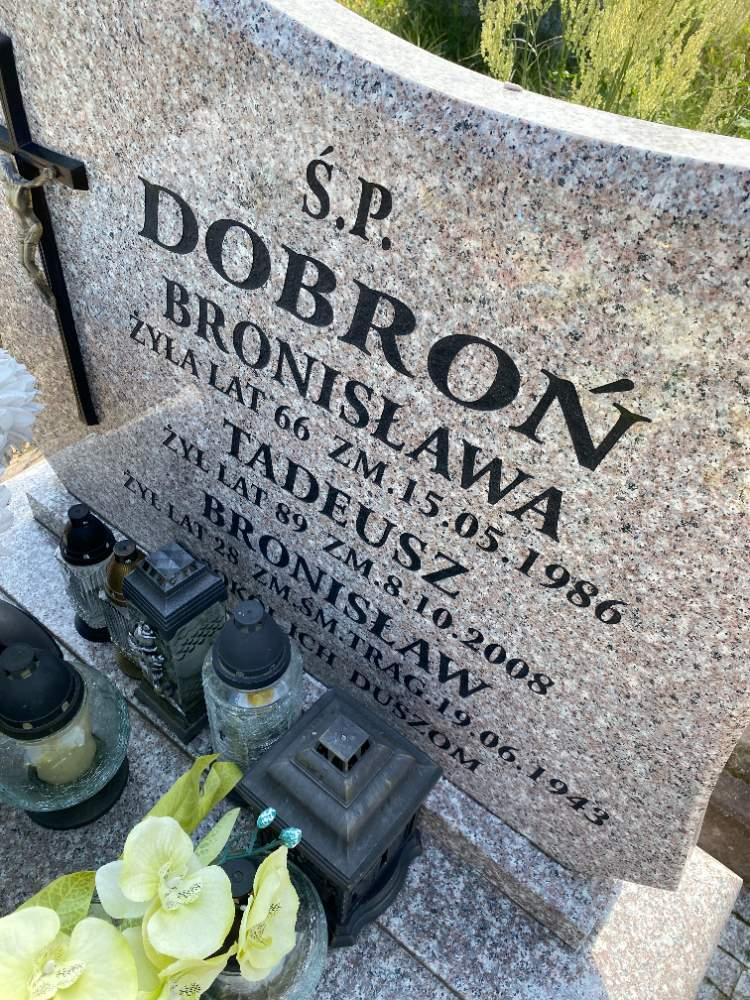 Ś.P.
DOBROŃ
BRONISŁAWA
ŻYŁA LAT 66 ZM.15.05.1986
TADEUSZ
ŻYŁ LAT 89 ZM.8.10.2008
BRONISŁAW
ŻYŁ LAT 28 ZM.ŚM.TRAG.19.06.1943
ICH DUSZOM